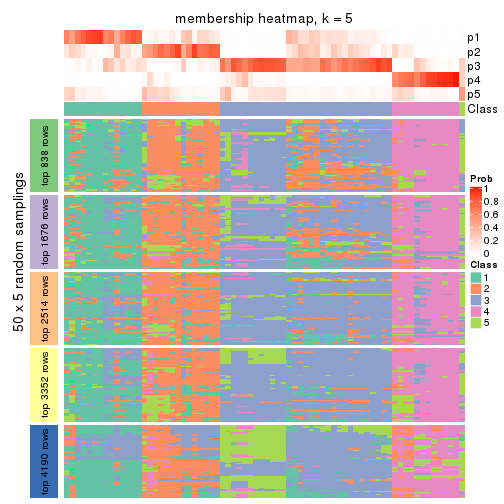 membership heatmap, k = 5
p1
p2
p3
p4
p5
Class
50 x 5 random samplings
top 838 rows
top 1676 rows
top 2514 rows
top 3352 rows
top 4190 rows
Prob
1
0.8
0.6
0.4
0.2
0
Class
1
2
3
4
5